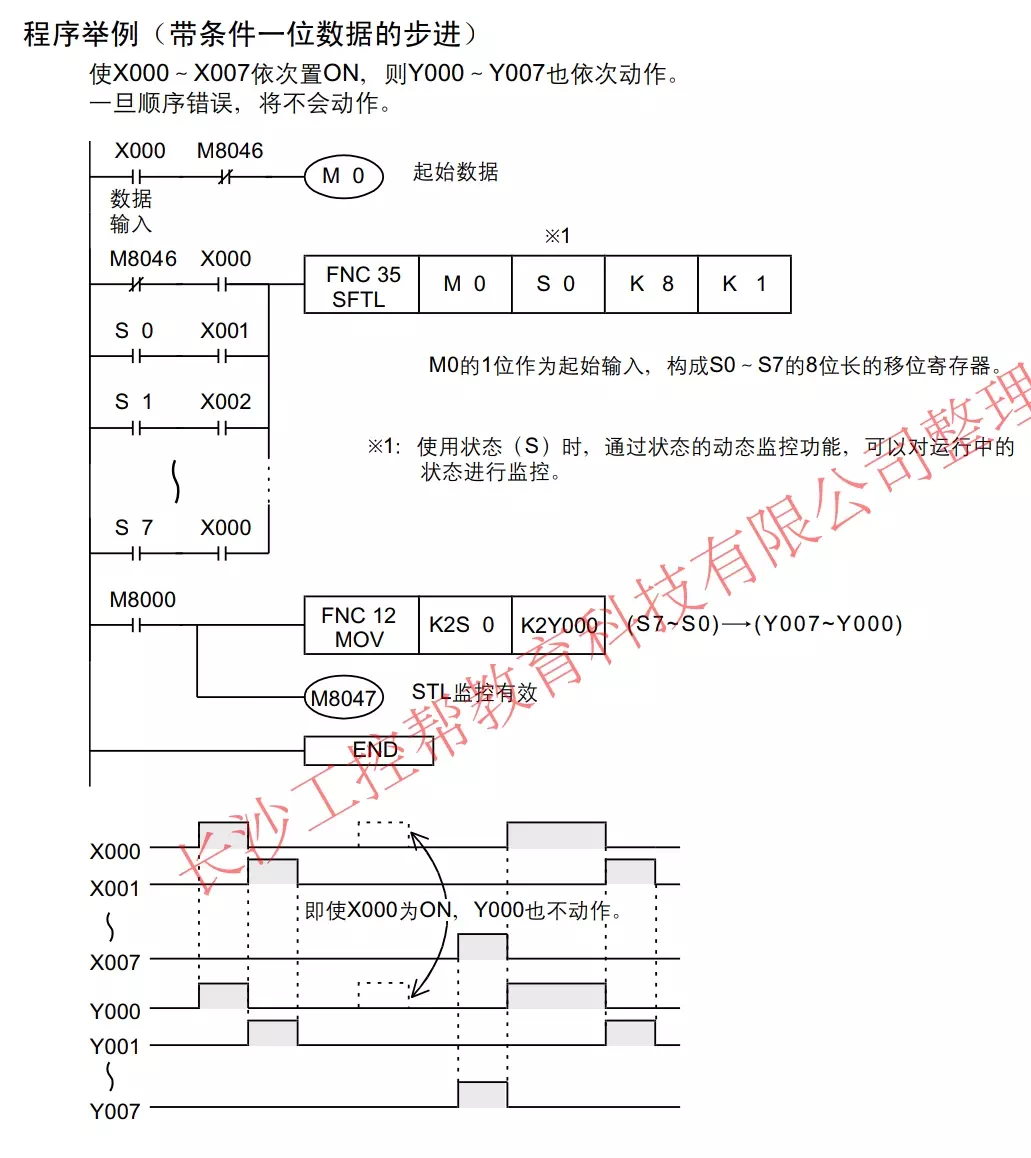 程序举例（带条件一位数据的步进）
使X000～X007依次置ON，则Y000～Y007也依次动作。
一旦顺序错误，将不会动作。
X000 M8046
M 0 起始数据
数据
输入
※1
M8046 X000
FNC 35
SFTL
M 0 S 0 K 8 K 1
S 0 X001
M0的1位作为起始输入，构成S0～S7的8位长的移位寄存器。
S 1 X002
※1：使用状态（S）时，通过状态的动态监控功能，可以对运行中的
状态进行监控。
S 7 X000
M8000
FNC 12
MOV
K2S 0 K2Y000 (S7~S0)→(Y007~Y000)
M8047 STL监控有效
END
X000
X001
即使X000为ON，Y000也不动作。
X007
Y000
Y001
Y007
长沙工控帮教育科技有限公司整理